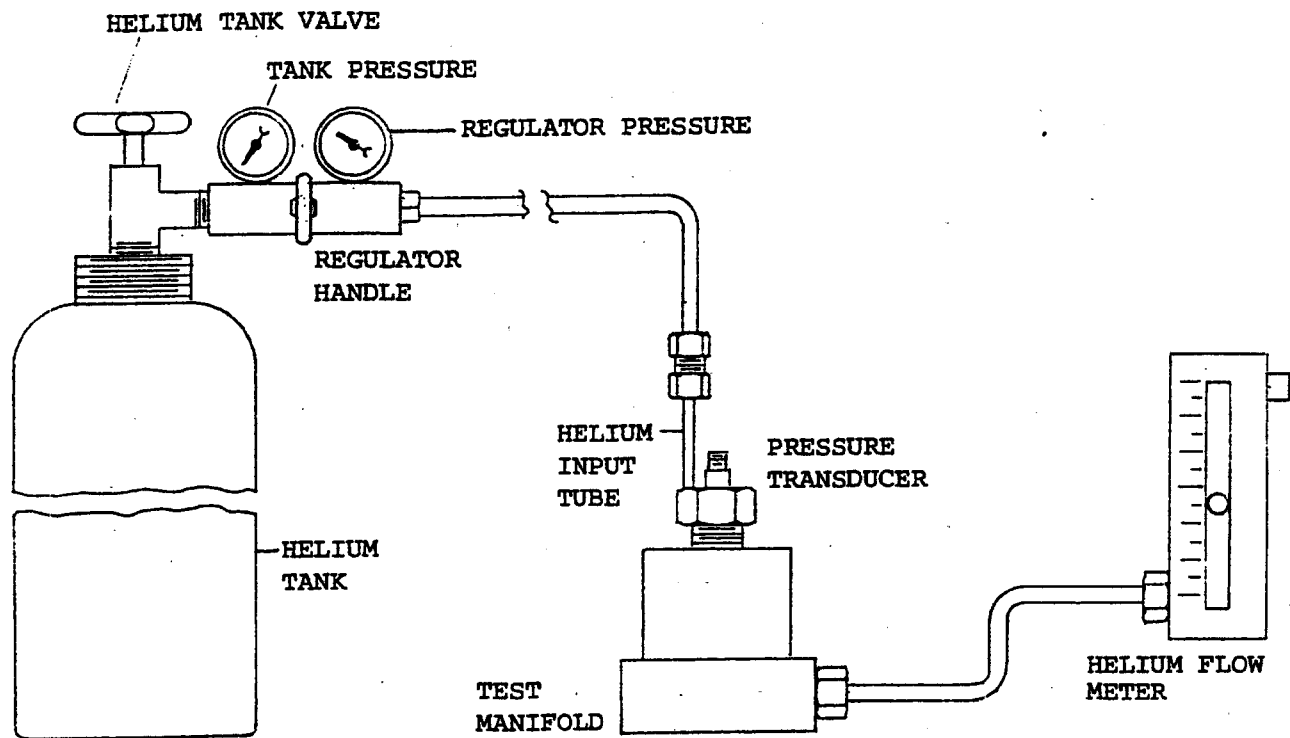 HELIUM TANK VALVE
TANK PRESSURE
REGULATOR PRESSURE
REGULATOR
HANDLE
HELIUM
INPUT
TUBE
PRESSURE
TRANSDUCER
HELIUM
TANK
TEST
MANIFOLD
HELIUM FLOW
METER